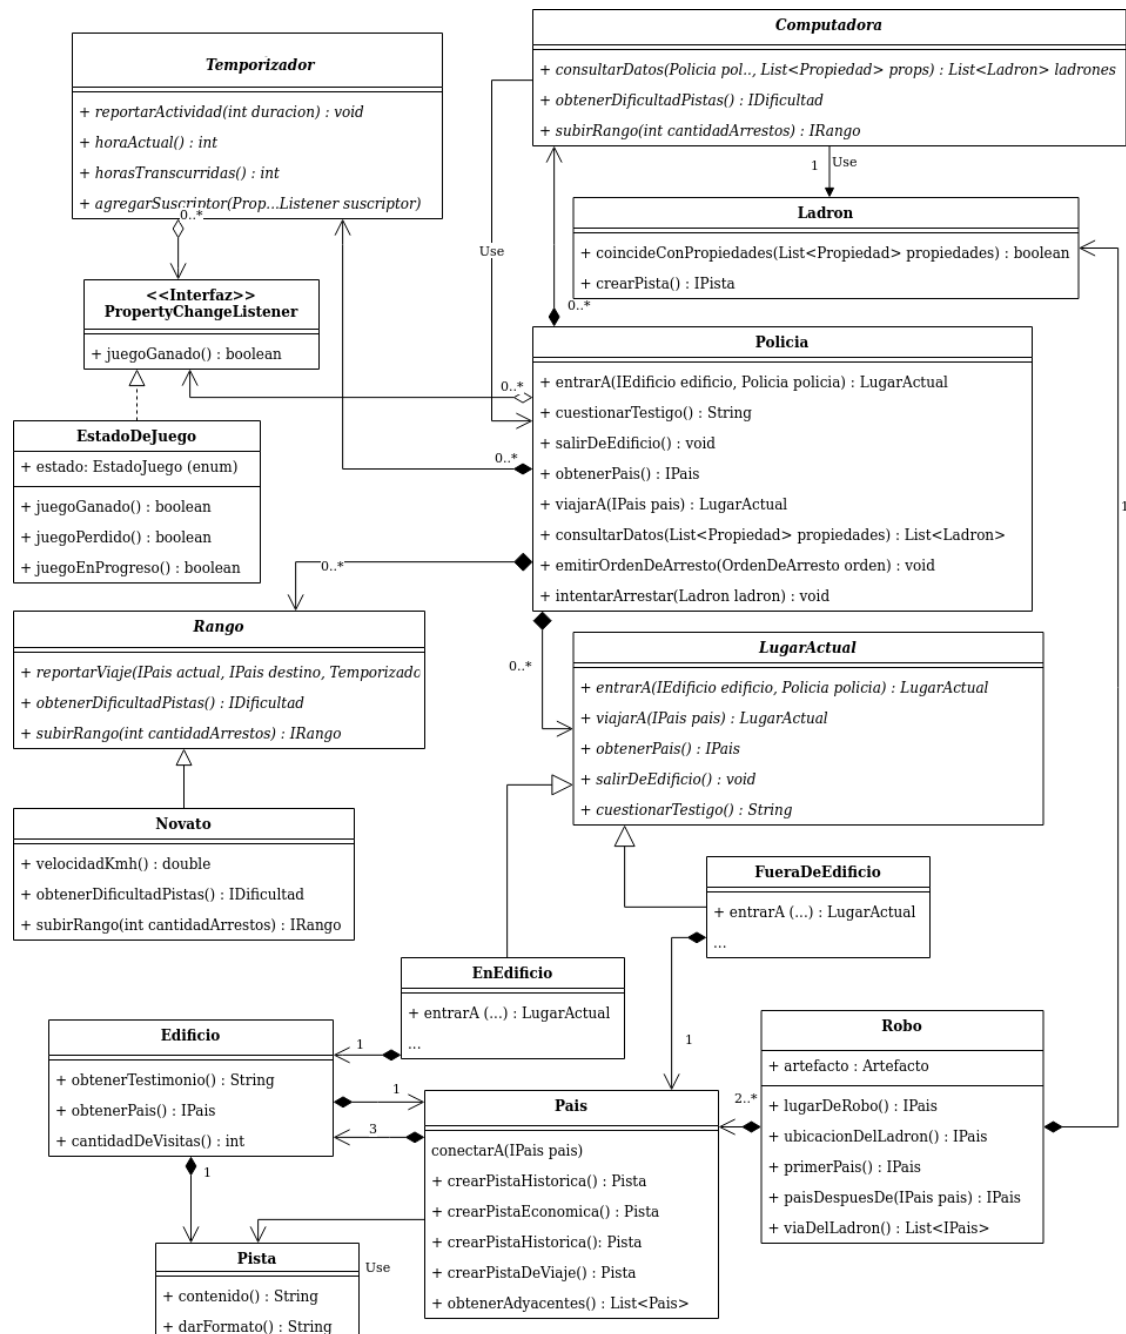 Computadora
+ consultarDatos(Policia pol.., List<Propiedad> props) : List<Ladron> ladrones
+ obtenerDificultadPistas() : IDificultad
+ subirRango(int cantidadArrestos) : IRango
Temporizador
+ reportarActividad(int duracion) : void
+ horaActual() : int
+ horasTranscurridas() : int
+ agregarSuscriptor(Prop...Listener suscriptor)
0..*
1
Use
Ladron
+ coincideConPropiedades(List<Propiedad> propiedades) : boolean
+ crearPista() : IPista
Use
0..*
<<Interfaz>>
PropertyChangeListener
+ juegoGanado() : boolean
Policia
+ entrarA(IEdificio edificio, Policia policia) : LugarActual
+ cuestionarTestigo() : String
+ salirDeEdificio() : void
+ obtenerPais() : IPais
+ viajarA(IPais pais) : LugarActual
+ consultarDatos(List<Propiedad> propiedades) : List<Ladron>
+ emitirOrdenDeArresto(OrdenDeArresto orden) : void
+ intentarArrestar(Ladron ladron) : void
0..*
0..*
0..*
0..*
1
EstadoDeJuego
+ estado: EstadoJuego (enum)
+ juegoGanado() : boolean
+ juegoPerdido() : boolean
+ juegoEnProgreso() : boolean
Rango
+ reportarViaje(IPais actual, IPais destino, Temporizado
+ obtenerDificultadPistas() : IDificultad
+ subirRango(int cantidadArrestos) : IRango
LugarActual
+ entrarA(IEdificio edificio, Policia policia) : LugarActual
+ viajarA(IPais pais) : LugarActual
+ obtenerPais() : IPais
+ salirDeEdificio() : void
+ cuestionarTestigo() : String
Novato
+ velocidadKmh() : double
+ obtenerDificultadPistas() : IDificultad
+ subirRango(int cantidadArrestos) : IRango
FueraDeEdificio
+ entrarA (...) : LugarActual
...
EnEdificio
+ entrarA (...) : LugarActual
...
1
1
Edificio
+ obtenerTestimonio() : String
+ obtenerPais() : IPais
+ cantidadDeVisitas() : int
1
3
1
2..*
Robo
+ artefacto : Artefacto
+ lugarDeRobo() : IPais
+ ubicacionDelLadron() : IPais
+ primerPais() : IPais
+ paisDespuesDe(IPais pais) : IPais
+ viaDelLadron() : List<IPais>
Pais
conectarA(IPais pais)
+ crearPistaHistorica() : Pista
+ crearPistaEconomica() : Pista
+ crearPistaHistorica(): Pista
+ crearPistaDeViaje() : Pista
+ obtenerAdyacentes() : List<Pais>
Use
Pista
+ contenido() : String
+ darFormato() : String